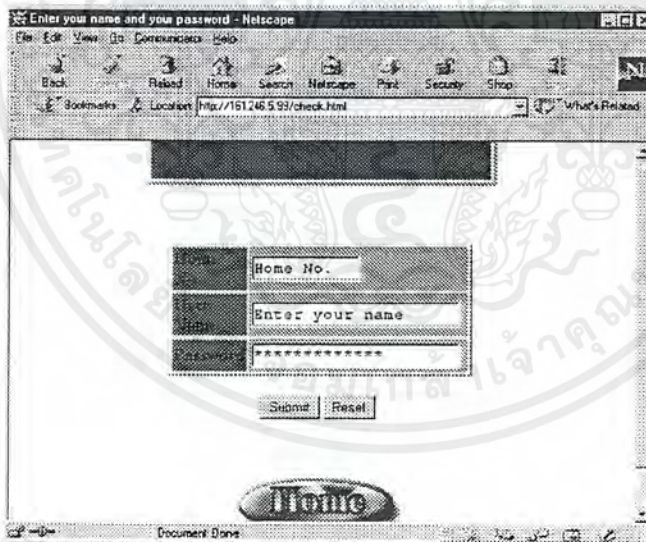 Enter your name and your password - Netscape
File Edit View Go Communicator Help
Back Reload Home Search Netscape Print Security Shop
Bookmarks Location http://161.246.5.93/check.html What's Related
Home No.
Enter your name
Password *************
Submit Reset
Home
Document Done